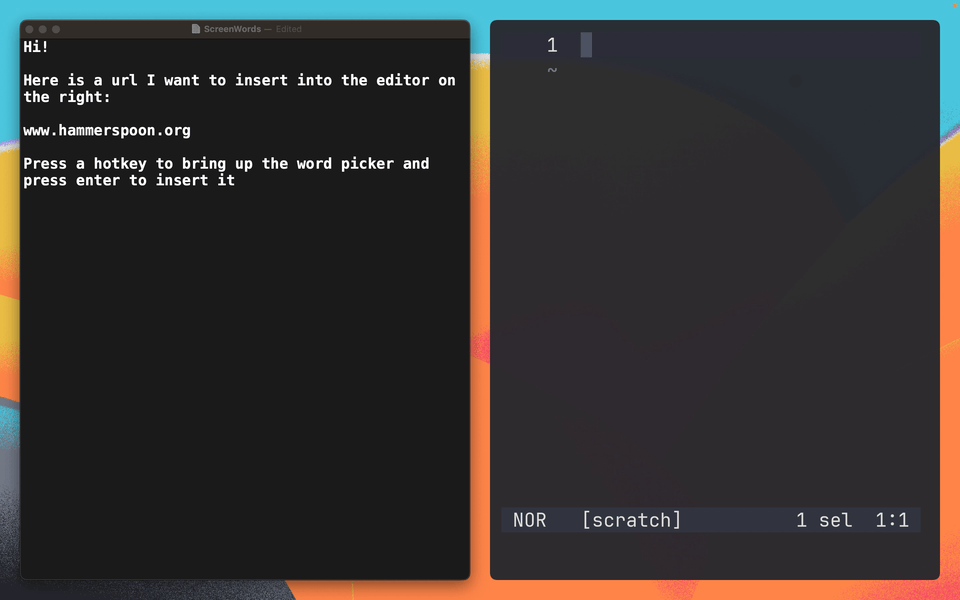 ScreenWords — Edited
Hi!
Here is a url I want to insert into the editor on
the right:
www.hammerspoon.org
Press a hotkey to bring up the word picker and
press enter to insert it
1
~
NOR [scratch] 1 sel 1:1